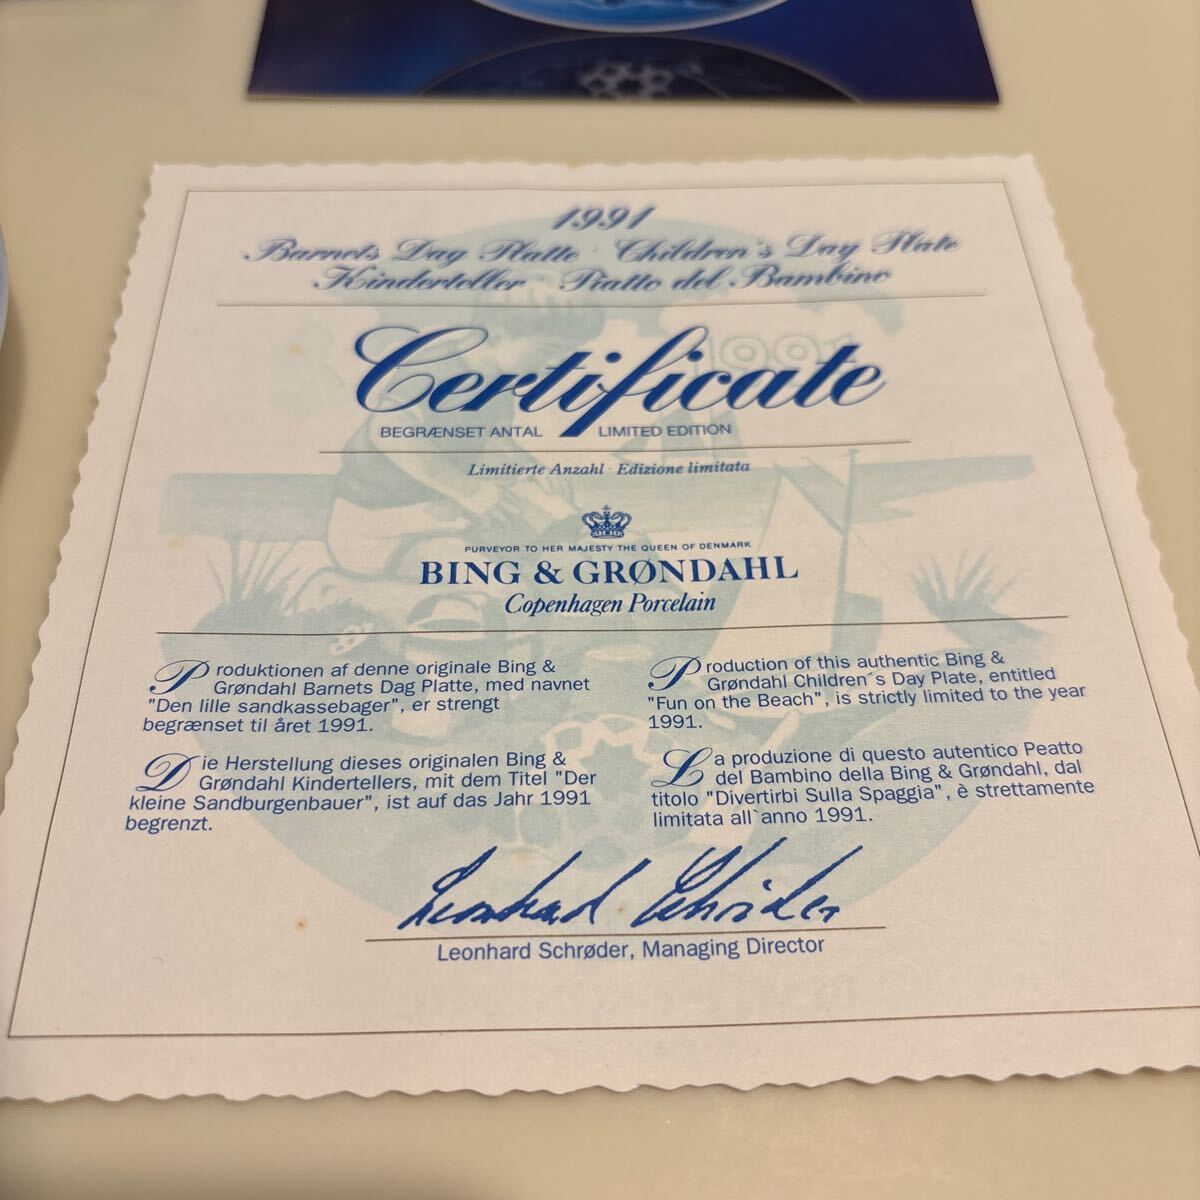 1991
Barnets Dag Platte · Children's Day Plate
Kinderteller · Piatto del Bambino
1991
Certificate
BEGRÆNSET ANTAL LIMITED EDITION
Limitierte Anzahl · Edizione limitata
PURVEYOR TO HER MAJESTY THE QUEEN OF DENMARK
BING & GRØNDAHL
Copenhagen Porcelain
Produktionen af denne originale Bing &
Grøndahl Barnets Dag Platte, med navnet
"Den lille sandkassebager", er strengt
begrænset til året 1991.
Production of this authentic Bing &
Grøndahl Children´s Day Plate, entitled
"Fun on the Beach", is strictly limited to the year
1991.
Die Herstellung dieses originalen Bing &
Grøndahl Kindertellers, mit dem Titel "Der
kleine Sandburgenbauer", ist auf das Jahr 1991
begrenzt.
La produzione di questo autentico Peatto
del Bambino della Bing & Grøndahl, dal
titolo "Divertirbi Sulla Spaggia", è strettamente
limitata all`anno 1991.
Leonhard Schrøder
Leonhard Schrøder, Managing Director